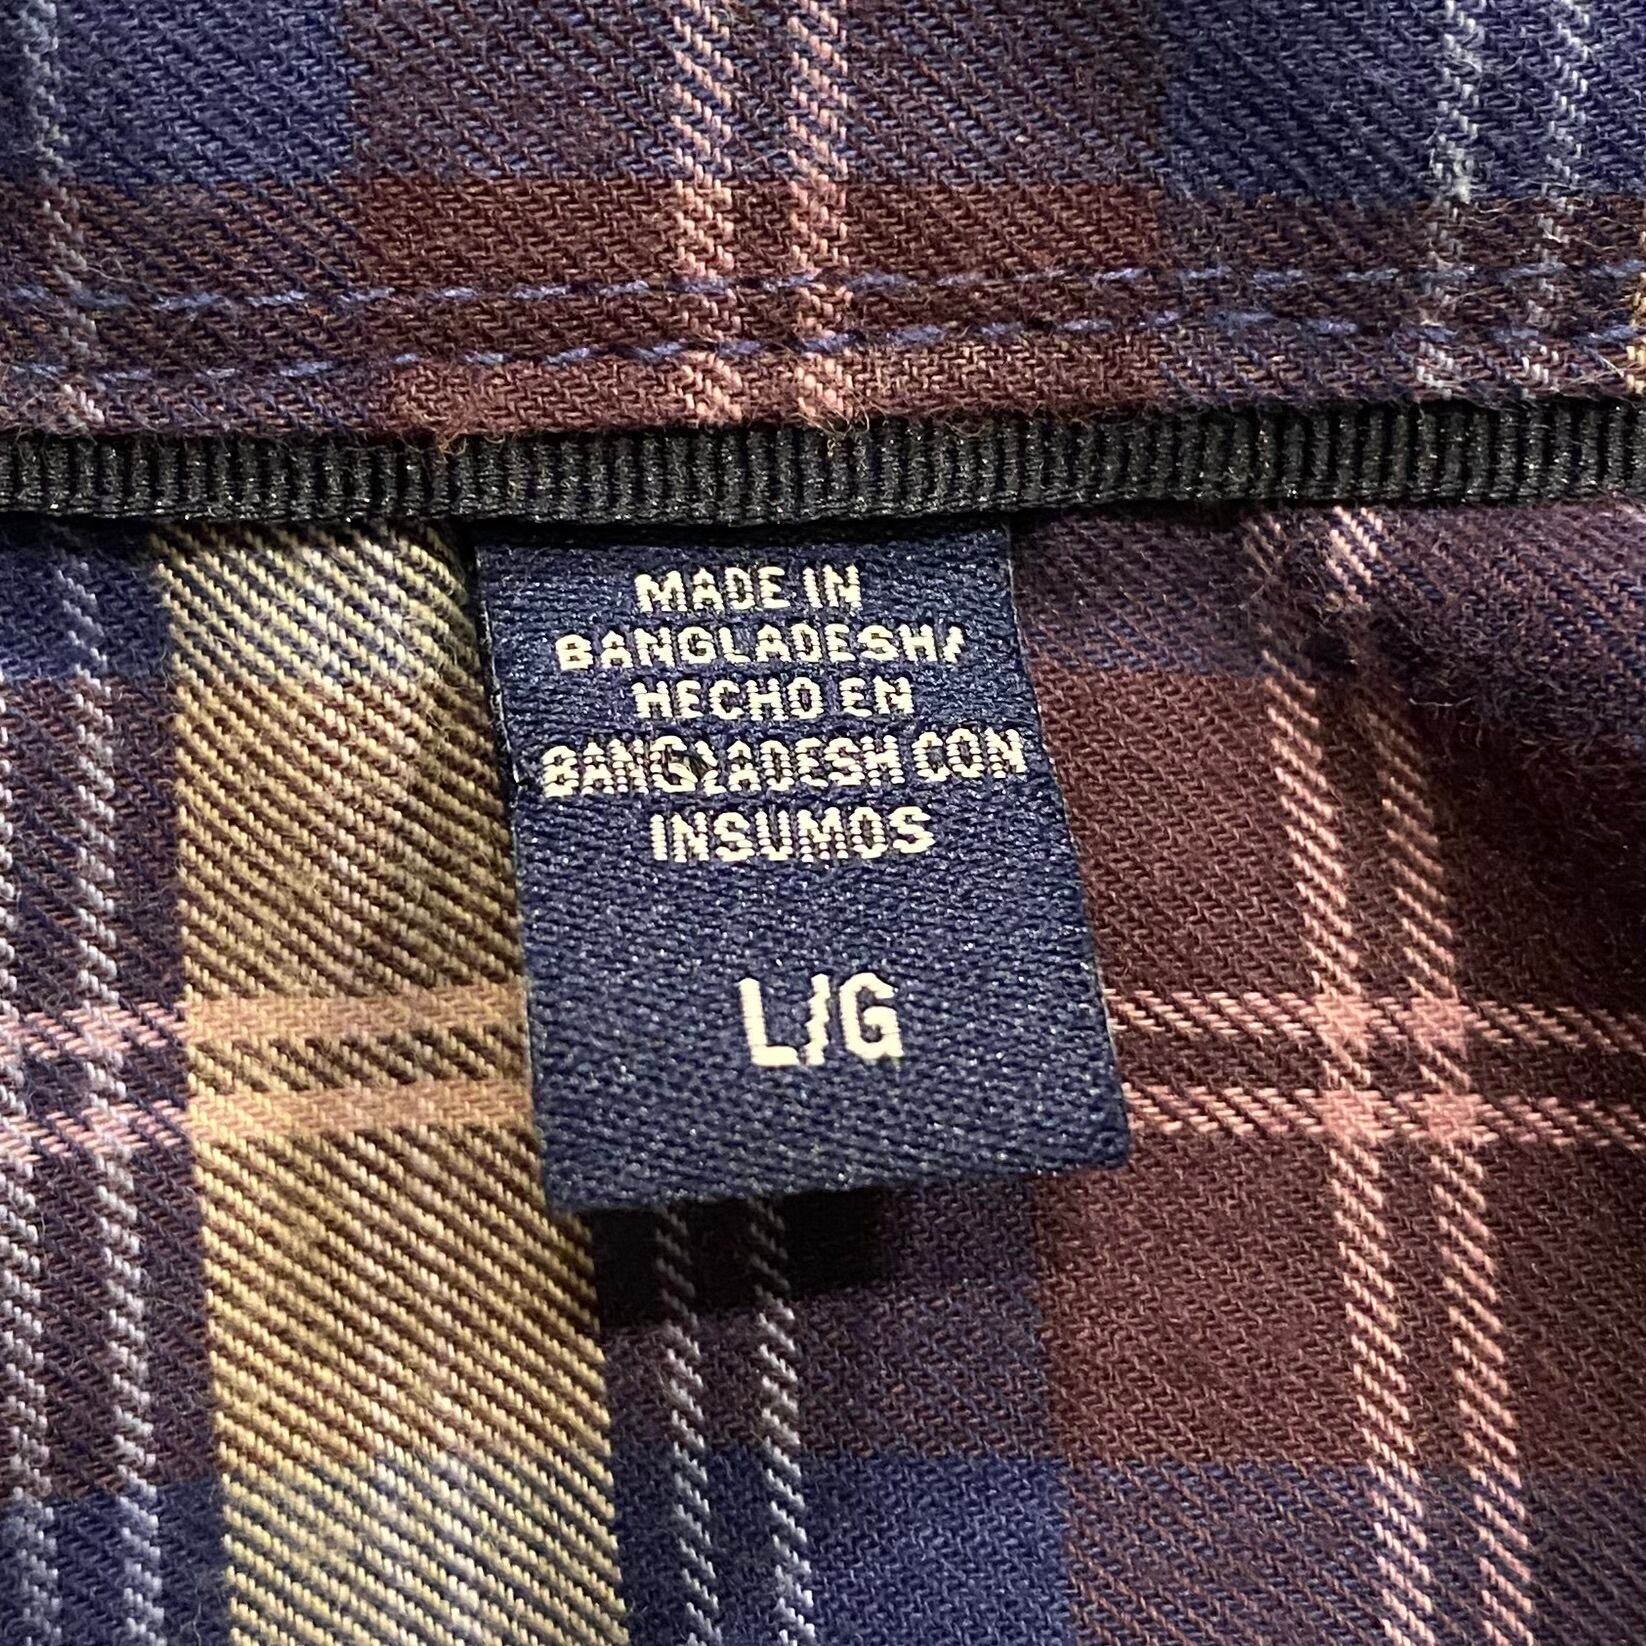 MADE IN
BANGLADESH/
HECHO EN
BANGLADESH CON
INSUMOS
L/G